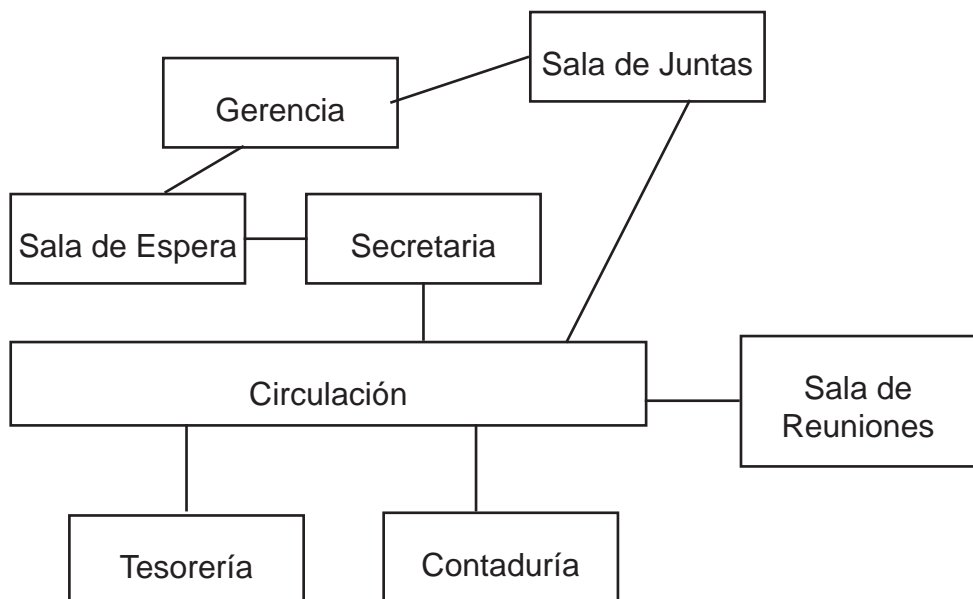 Sala de Juntas
Gerencia
Sala de Espera
Secretaria
Circulación
Sala de
Reuniones
Tesorería
Contaduría